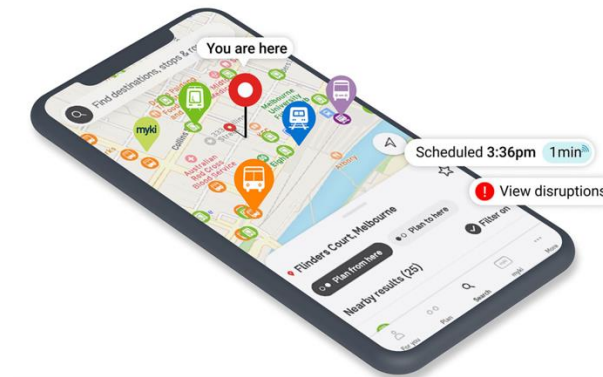 You are here
Find destinations, stops & ro
Melbourne
University
myki
Collins
Australian
Red Cross
Blood Service
Scheduled 3:36pm 1min
View disruptions
Flinders Court, Melbourne
Plan from here
Plan to here
Filter on
Nearby results (25)
For you
Plan
Search
myki
More